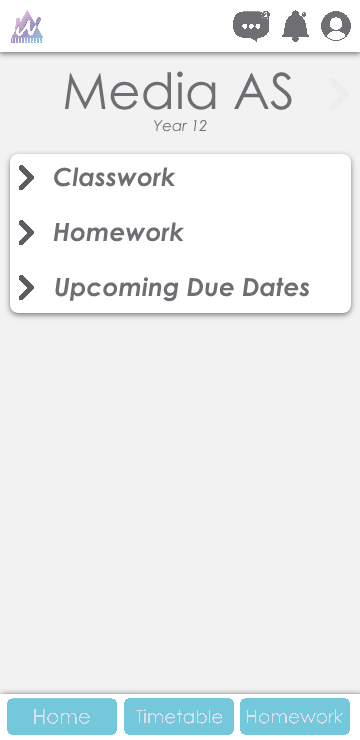 Media AS
Year 12
Classwork
Homework
Upcoming Due Dates
Home
Timetable
Homework